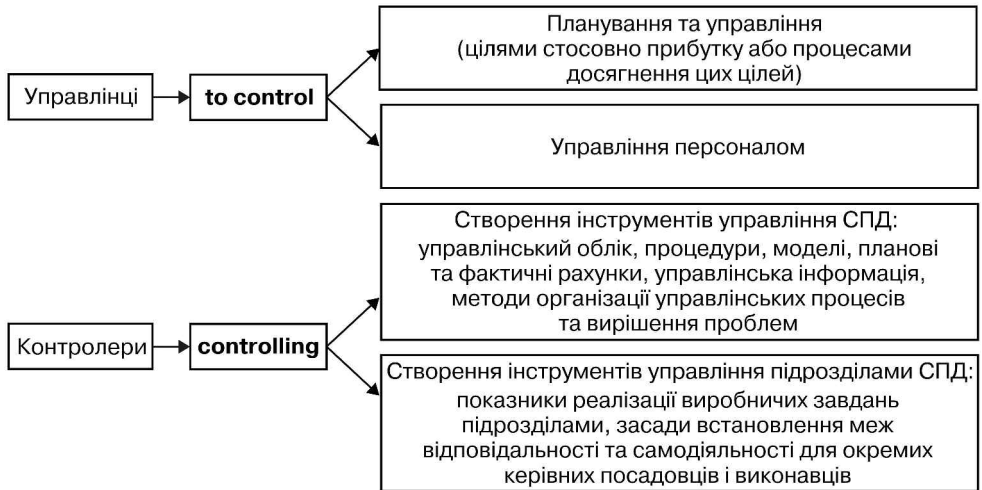 Планування та управління
(цілями стосовно прибутку або процесами
досягнення цих цілей)
Управлінці
to control
Управління персоналом
Створення інструментів управління СПД:
управлінський облік, процедури, моделі, планові
та фактичні рахунки, управлінська інформація,
методи організації управлінських процесів
та вирішення проблем
Контролери
controlling
Створення інструментів управління підрозділами СПД:
показники реалізації виробничих завдань
підрозділами, засади встановлення меж
відповідальності та самодіяльності для окремих
керівних посадовців і виконавців